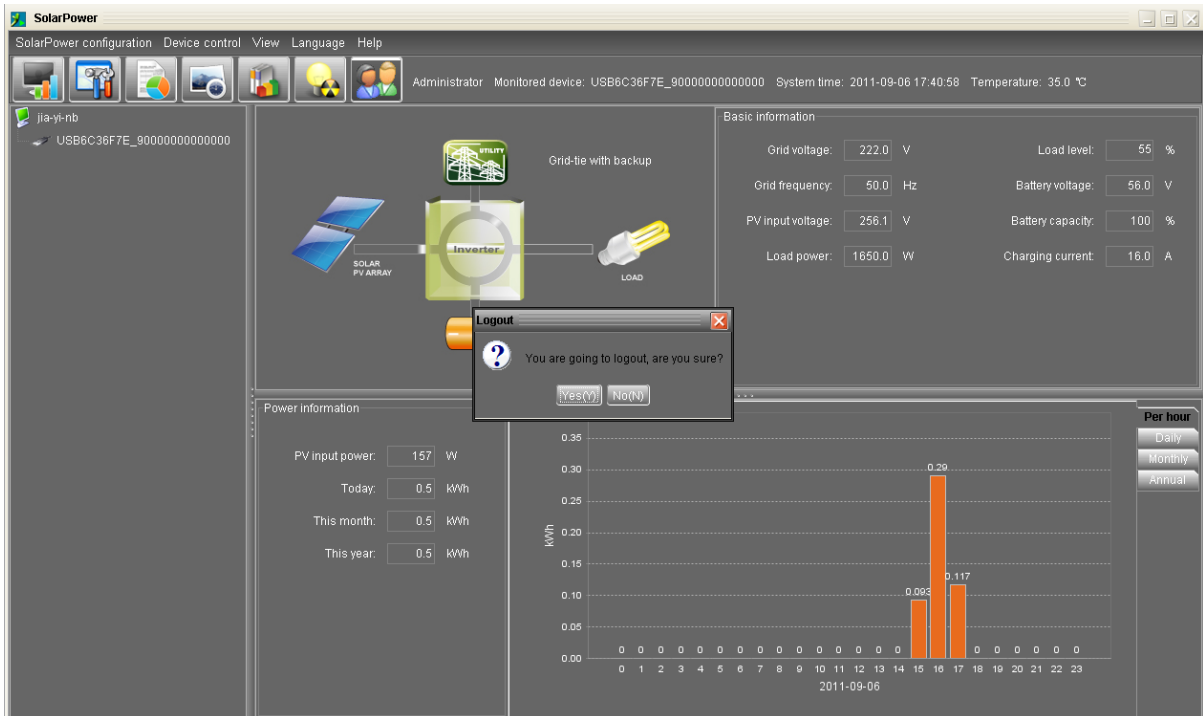 SolarPower
SolarPower configuration Device control View Language Help
Administrator Monitored device: USB6C36F7E_90000000000000 System time: 2011-09-06 17:40:58 Temperature: 35.0 ℃
jia-yi-nb
USB6C36F7E_90000000000000
UTILITY
Grid-tie with backup
Inverter
SOLAR
PV ARRAY
LOAD
Basic information
Grid voltage: 222.0 V Load level: 55 %
Grid frequency: 50.0 Hz Battery voltage: 56.0 V
PV input voltage: 256.1 V Battery capacity: 100 %
Load power: 1650.0 W Charging current: 16.0 A
Logout
You are going to logout, are you sure?
Yes(Y) No(N)
Power information
PV input power: 157 W
Today: 0.5 kWh
This month: 0.5 kWh
This year: 0.5 kWh
Per hour
Daily
Monthly
Annual
kWh
0.35
0.30
0.25
0.20
0.15
0.10
0.05
0.00
0.29
0.117
0.093
0 0 0 0 0 0 0 0 0 0 0 0 0 0 0 0 0 0 0 0 0
0 1 2 3 4 5 6 7 8 9 10 11 12 13 14 15 16 17 18 19 20 21 22 23
2011-09-06